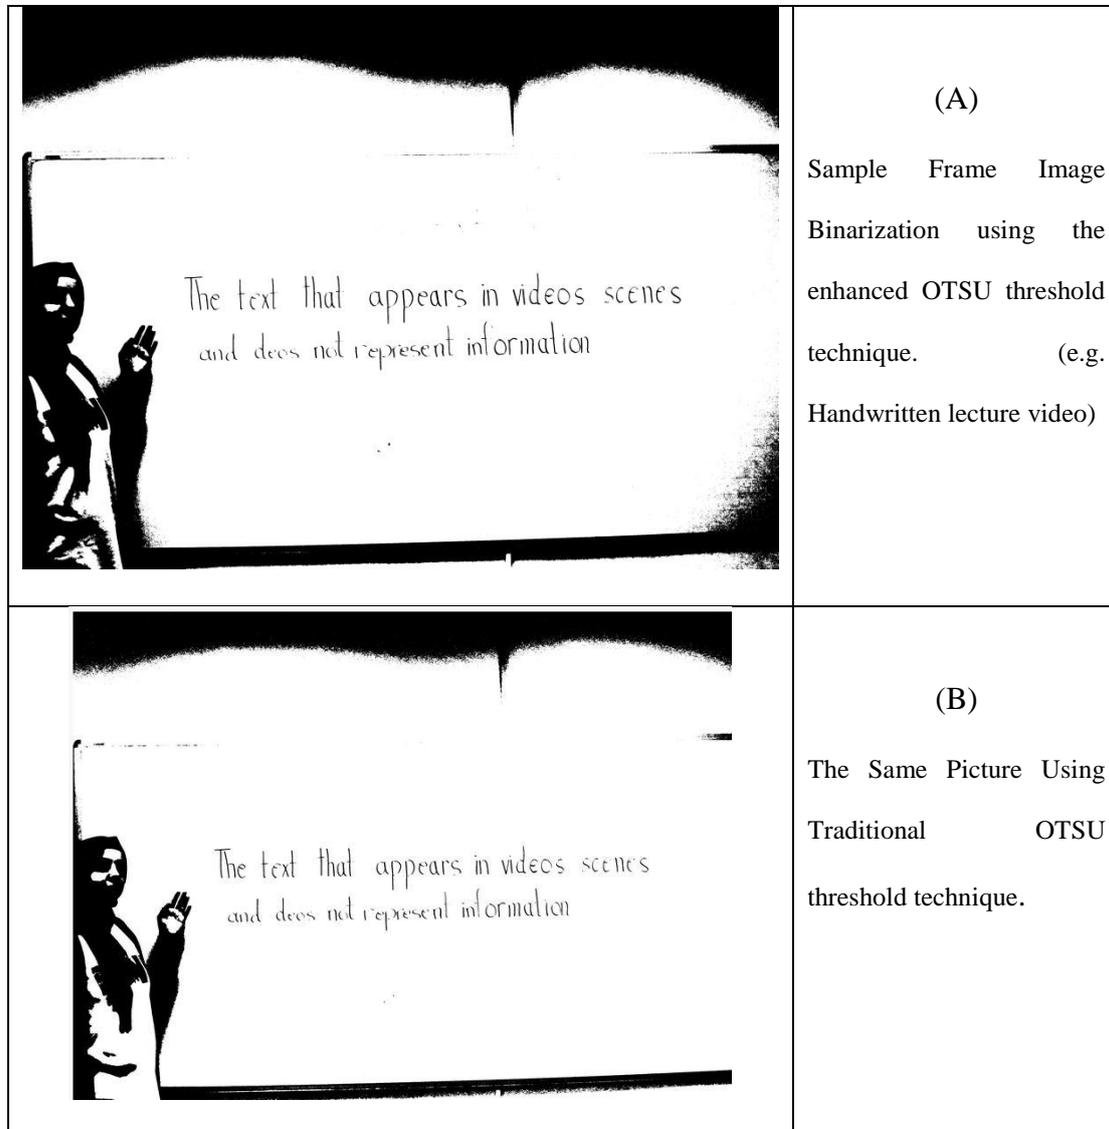 (A)
Sample Frame Image
Binarization using the
enhanced OTSU threshold
technique. (e.g.
Handwritten lecture video)
The text that appears in videos scenes
and deos not represent information
(B)
The Same Picture Using
Traditional OTSU
threshold technique.
The text that appears in videos scenes
and deos not represent information